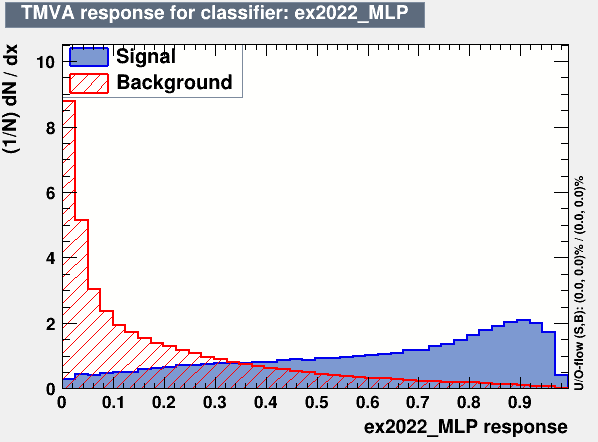 TMVA response for classifier: ex2022_MLP
(1/N) dN / dx
Signal
Background
10
8
6
4
2
0
0 0.1 0.2 0.3 0.4 0.5 0.6 0.7 0.8 0.9
ex2022_MLP response
U/O-flow (S,B): (0.0, 0.0)% / (0.0, 0.0)%